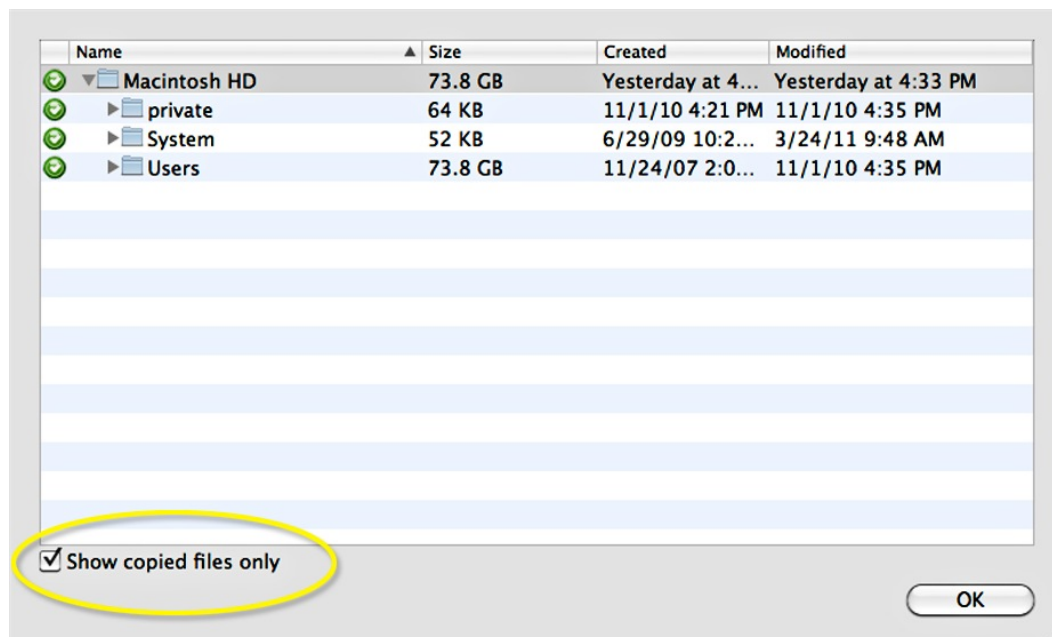 Name Size Created Modified
Macintosh HD 73.8 GB Yesterday at 4... Yesterday at 4:33 PM
private 64 KB 11/1/10 4:21 PM 11/1/10 4:35 PM
System 52 KB 6/29/09 10:2... 3/24/11 9:48 AM
Users 73.8 GB 11/24/07 2:0... 11/1/10 4:35 PM
Show copied files only
OK